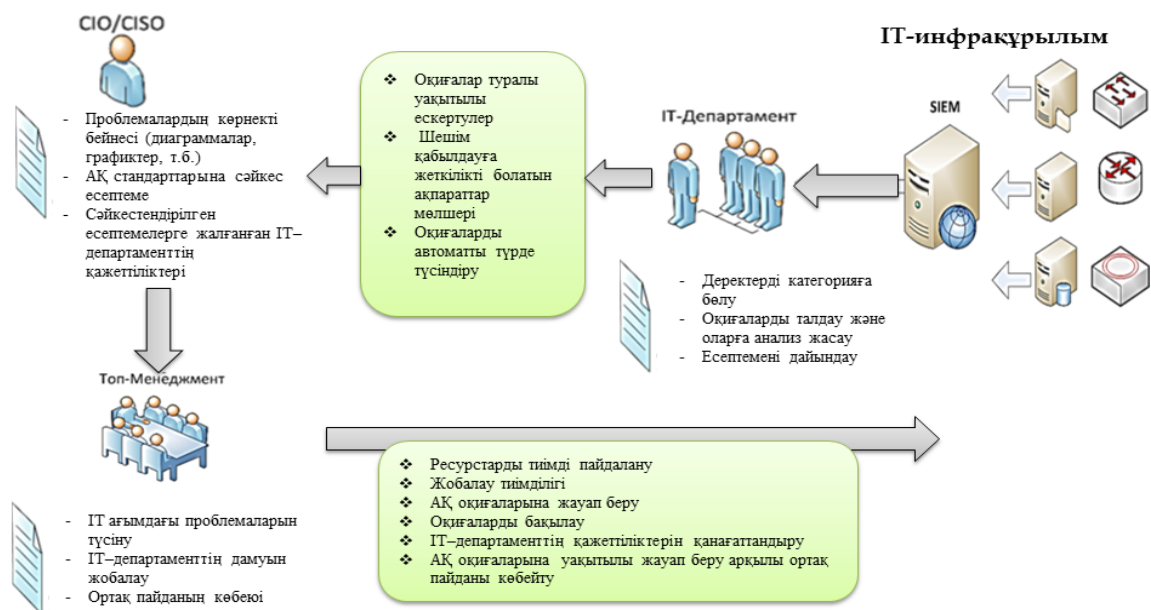 CIO/CISO
- Проблемалардың көрнекті
бейнесі (диаграммалар,
графиктер, т.б.)
- АҚ стандарттарына сәйкес
есептеме
- Сәйкестендірілген
есептемелерге жалғанған IT–
департаменттің
қажеттіліктері
❖ Оқиғалар туралы
уақытылы
ескертулер
❖ Шешім
қабылдауға
жеткілікті болатын
ақпараттар
мөлшері
❖ Оқиғаларды
автоматты түрде
түсіндіру
IT-Департамент
- Деректерді категорияға
бөлу
- Оқиғаларды талдау және
оларға анализ жасау
- Есептемені дайындау
IT-инфрақұрылым
SIEM
Топ-Менеджмент
- IT ағымдағы проблемаларын
түсіну
- IT–департаменттің дамуын
жобалау
- Ортақ пайданың көбеюі
❖ Ресурстарды тиімді пайдалану
❖ Жобалау тиімділігі
❖ АҚ оқиғаларына жауап беру
❖ Оқиғаларды бақылау
❖ IT–департаменттің қажеттіліктерін қанағаттандыру
❖ АҚ оқиғаларына уақытылы жауап беру арқылы ортақ
пайданы көбейту